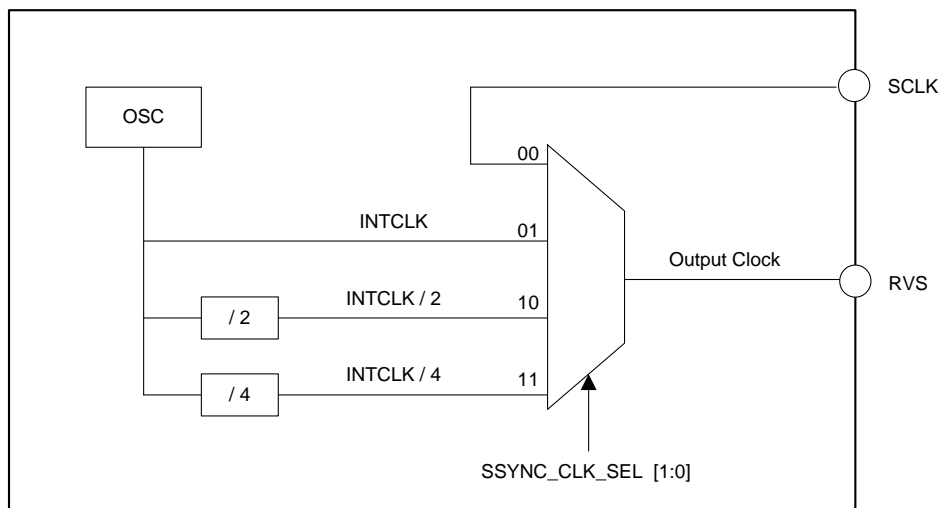 SCLK
OSC
00
INTCLK
01
Output Clock
RVS
INTCLK / 2
10
/ 2
INTCLK / 4
11
/ 4
SSYNC_CLK_SEL [1:0]